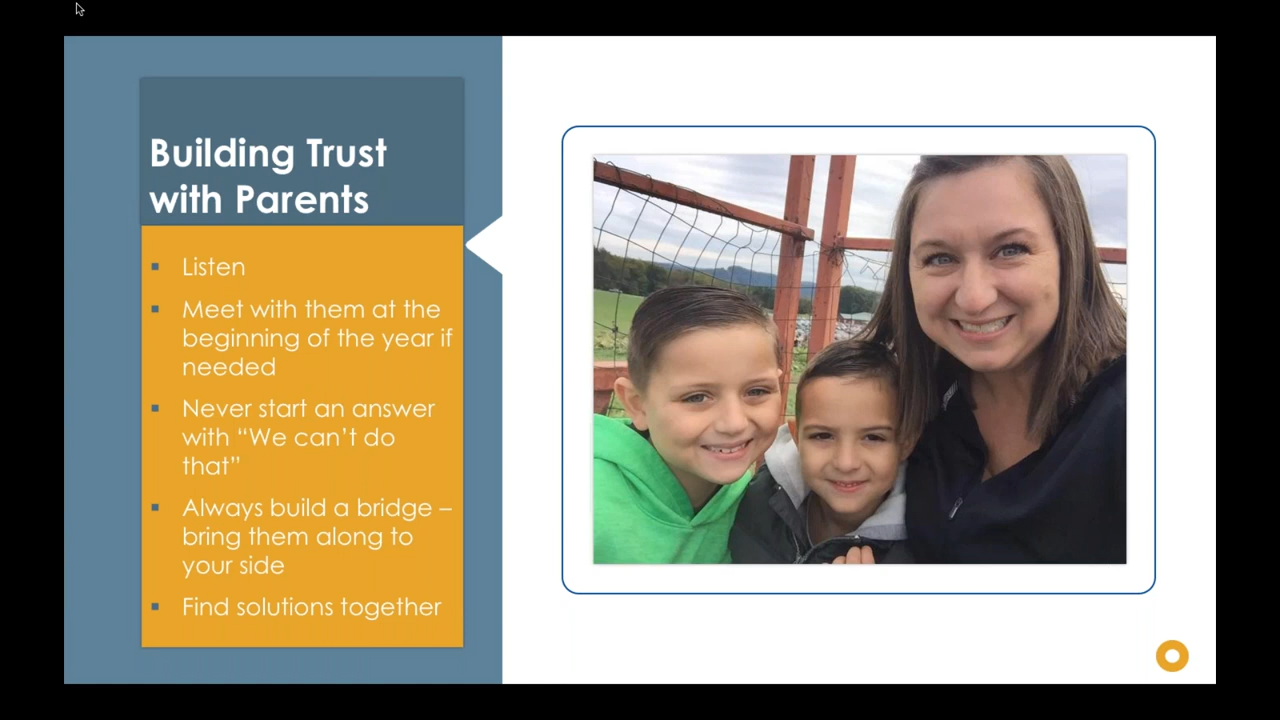 Building Trust
with Parents
Listen
Meet with them at the
beginning of the year if
needed
Never start an answer
with “We can’t do
that”
Always build a bridge –
bring them along to
your side
Find solutions together